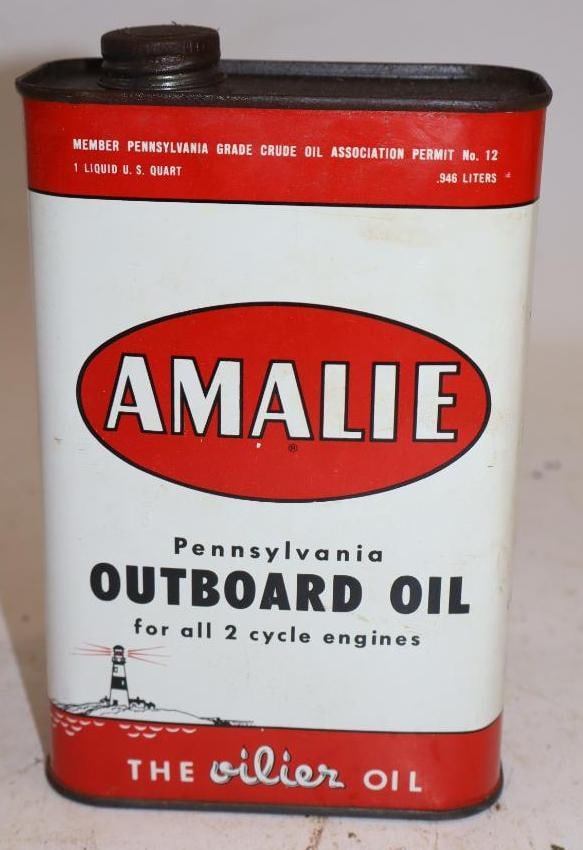 MEMBER PENNSYLVANIA GRADE CRUDE OIL ASSOCIATION PERMIT No. 12
1 LIQUID U. S. QUART .946 LITERS
AMALIE
®
Pennsylvania
OUTBOARD OIL
for all 2 cycle engines
THE oilier OIL